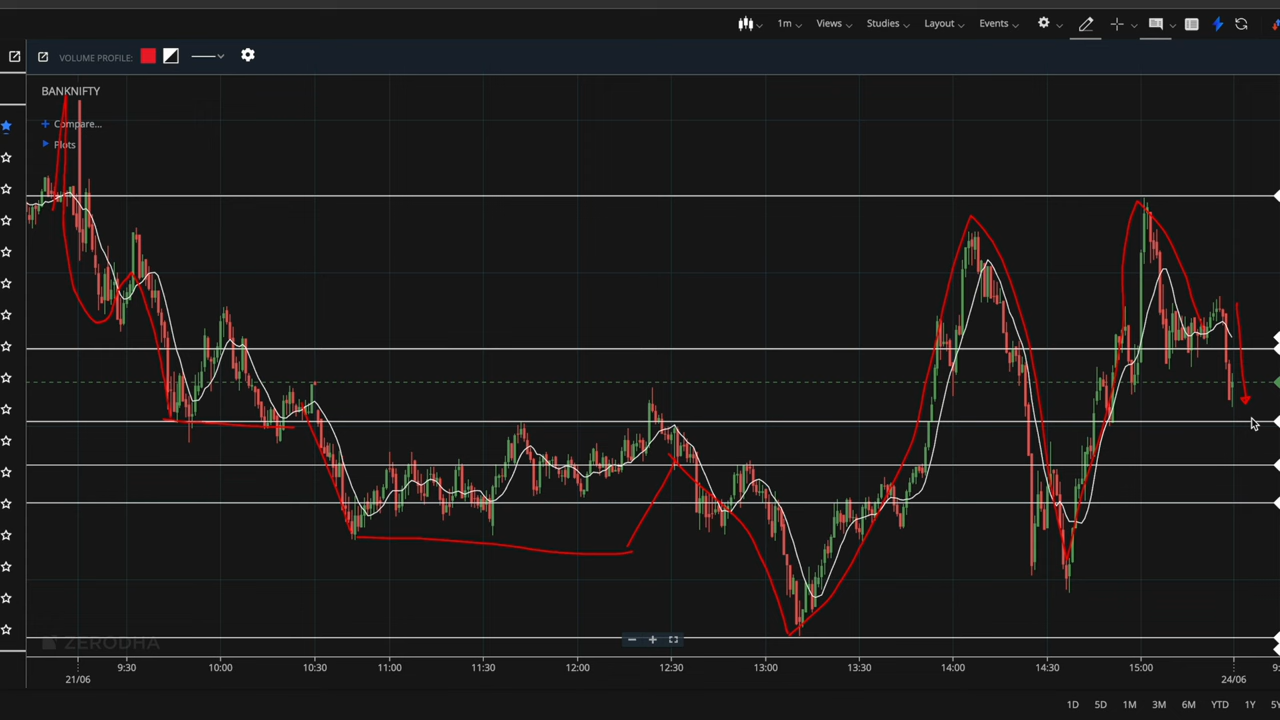 1m Views Studies Layout Events
VOLUME PROFILE:
BANKNIFTY
Compare...
Plots
ZERODHA
9:30 10:00 10:30 11:00 11:30 12:00 12:30 13:00 13:30 14:00 14:30 15:00
21/06 24/06
1D 5D 1M 3M 6M YTD 1Y